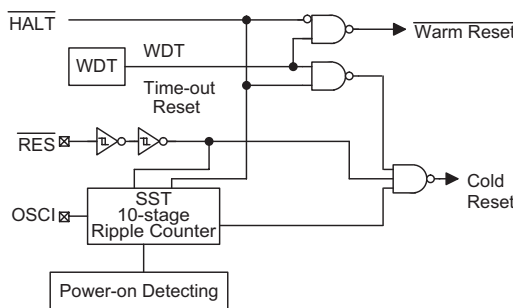 HALT
Warm Reset
WDT
WDT
Time-out
Reset
RES
Cold
Reset
OSCI
SST
10-stage
Ripple Counter
Power-on Detecting